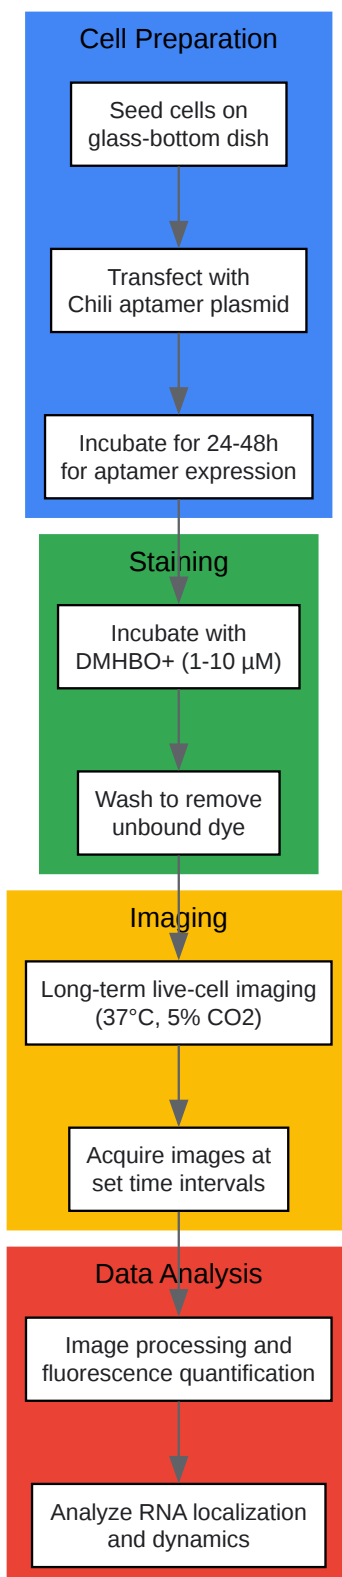 Cell Preparation
Seed cells on
glass-bottom dish
Transfect with
Chili aptamer plasmid
Incubate for 24-48h
for aptamer expression
Staining
Incubate with
DMHBO+ (1-10 µM)
Wash to remove
unbound dye
Imaging
Long-term live-cell imaging
(37°C, 5% CO2)
Acquire images at
set time intervals
Data Analysis
Image processing and
fluorescence quantification
Analyze RNA localization
and dynamics